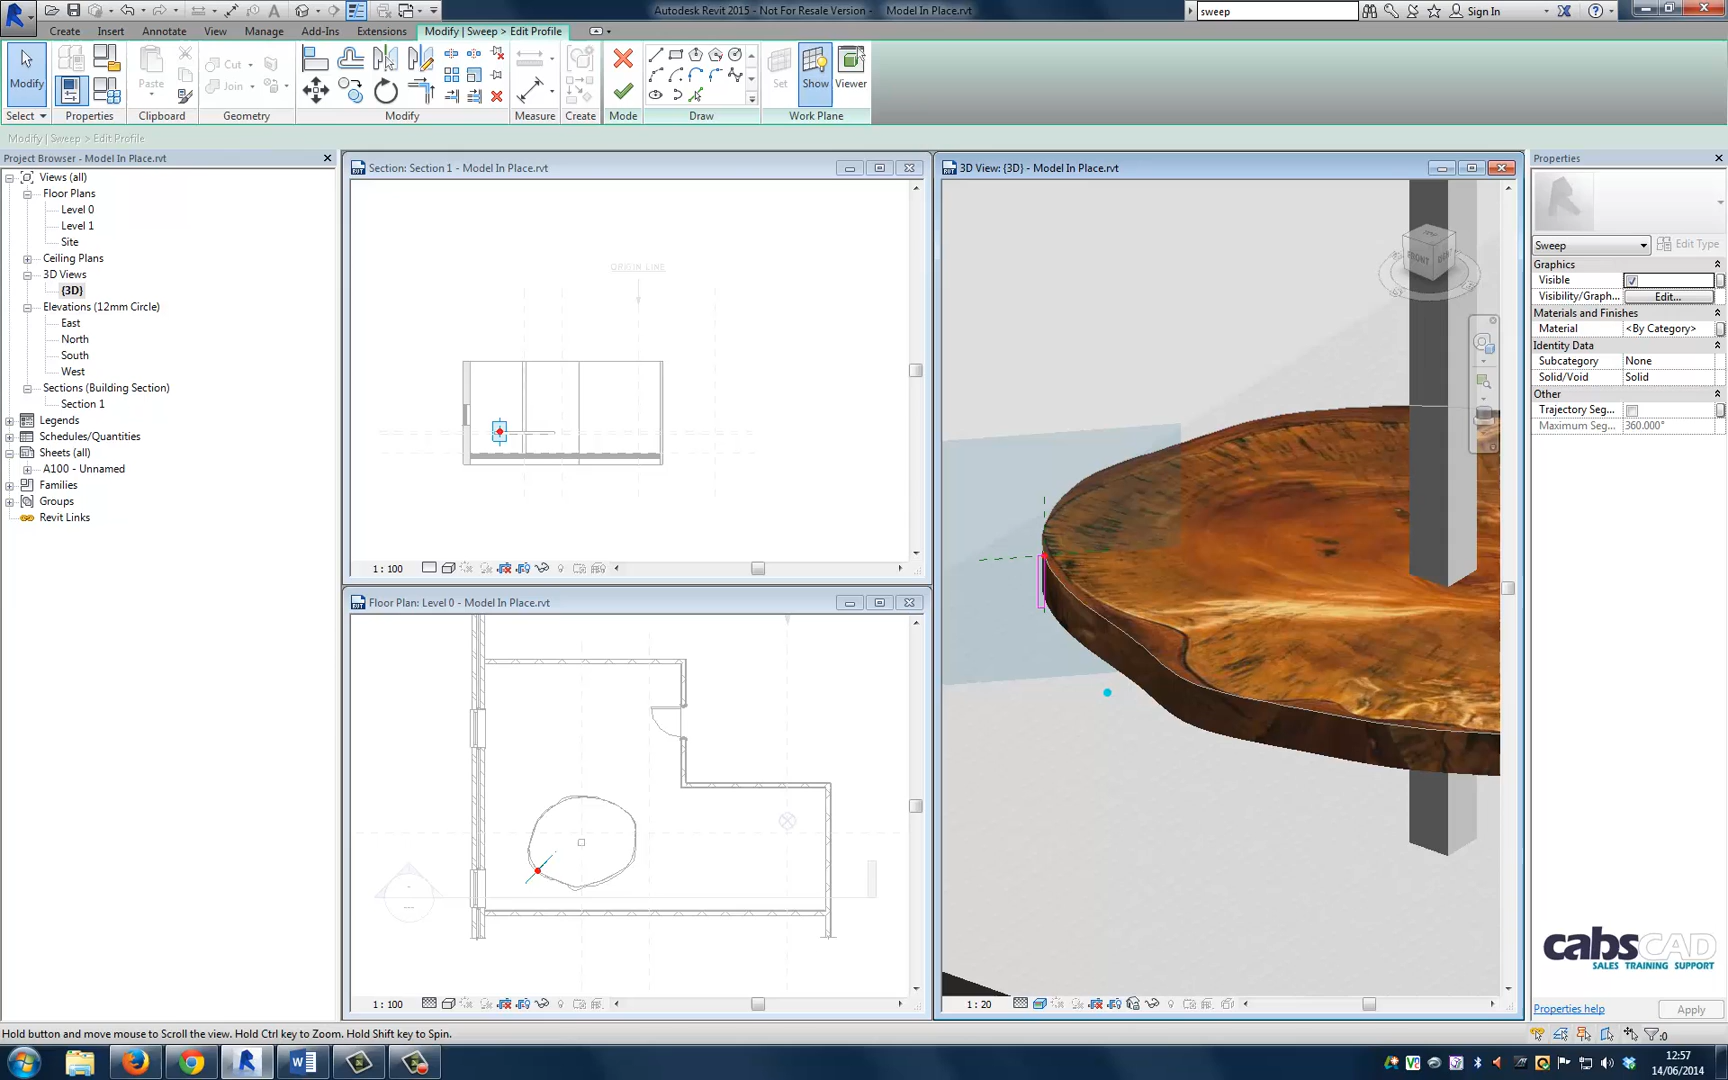 Autodesk Revit 2015 - Not For Resale Version -    Model In Place.rvt
sweep
Sign In
Create
Insert
Annotate
View
Manage
Add-Ins
Extensions
Modify | Sweep > Edit Profile
Modify
Paste
Cut
Join
Set
Show
Viewer
Select
Properties
Clipboard
Geometry
Modify
Measure
Create
Mode
Draw
Work Plane
Modify | Sweep > Edit Profile
Project Browser - Model In Place.rvt
Views (all)
Floor Plans
Level 0
Level 1
Site
Ceiling Plans
3D Views
{3D}
Elevations (12mm Circle)
East
North
South
West
Sections (Building Section)
Section 1
Legends
Schedules/Quantities
Sheets (all)
A100 - Unnamed
Families
Groups
Revit Links
Section: Section 1 - Model In Place.rvt
1 : 100
Floor Plan: Level 0 - Model In Place.rvt
1 : 100
3D View: {3D} - Model In Place.rvt
FRONT
1 : 20
Properties
Sweep
Edit Type
Graphics
Visible
Visibility/Graph...
Edit...
Materials and Finishes
Material
<By Category>
Identity Data
Subcategory
None
Solid/Void
Solid
Other
Trajectory Seg...
Maximum Seg...
360.000°
cabsCAD
SALES TRAINING SUPPORT
Properties help
Apply
Hold button and move mouse to Scroll the view. Hold Ctrl key to Zoom. Hold Shift key to Spin.
:0
12:57
14/06/2014